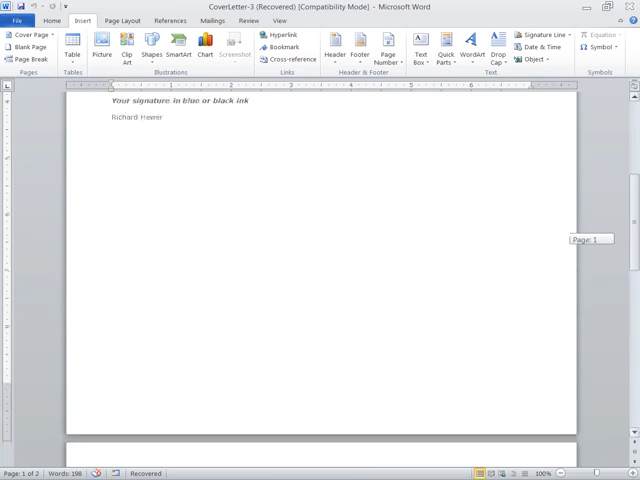 CoverLetter-3 (Recovered) [Compatibility Mode] - Microsoft Word
File Home Insert Page Layout References Mailings Review View
Cover Page
Blank Page
Page Break
Pages
Table
Tables
Picture
Clip Art
Shapes
SmartArt
Chart
Screenshot
Illustrations
Hyperlink
Bookmark
Cross-reference
Links
Header
Footer
Page Number
Header & Footer
Text Box
Quick Parts
WordArt
Drop Cap
Signature Line
Date & Time
Object
Text
Equation
Symbol
Symbols
Your signature in blue or black ink
Richard
Page: 1
Page: 1 of 2 Words: 198 Recovered 100%